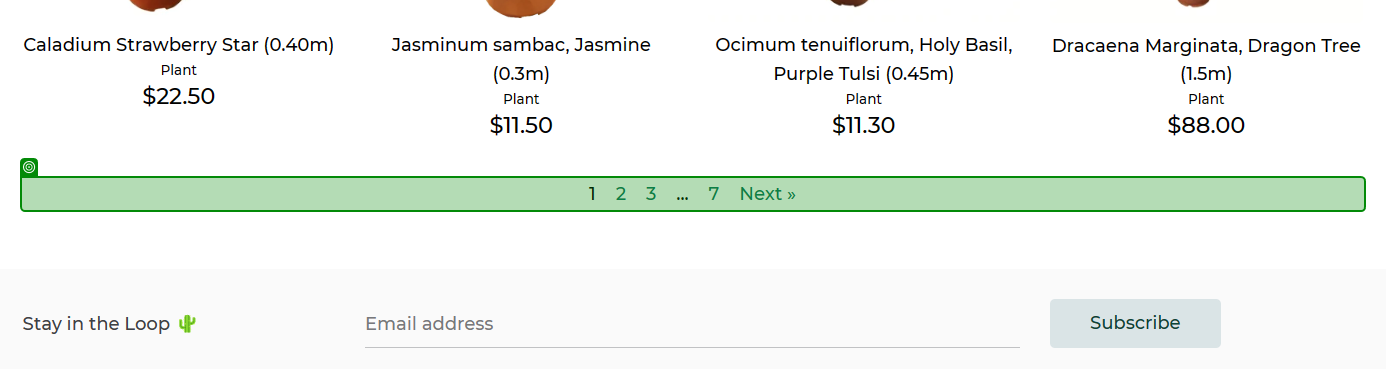 Caladium Strawberry Star (0.40m)
Plant
$22.50
Jasminum sambac, Jasmine
(0.3m)
Plant
$11.50
Ocimum tenuiflorum, Holy Basil,
Purple Tulsi (0.45m)
Plant
$11.30
Dracaena Marginata, Dragon Tree
(1.5m)
Plant
$88.00
1 2 3 ... 7 Next »
Stay in the Loop 🌵
Email address
Subscribe